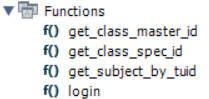 Functions
f() get_class_master_id
f() get_class_spec_id
f() get_subject_by_tuid
f() login